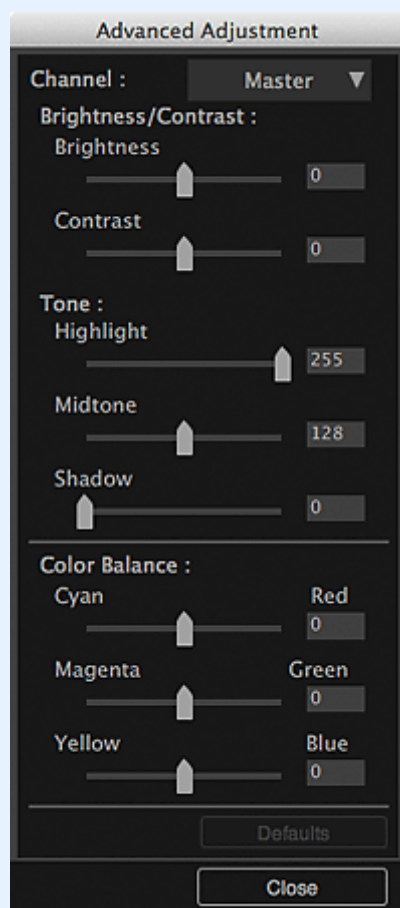 Advanced Adjustment
Channel : Master ▼
Brightness/Contrast :
Brightness
0
Contrast
0
Tone :
Highlight
255
Midtone
128
Shadow
0
Color Balance :
Cyan Red
0
Magenta Green
0
Yellow Blue
0
Defaults
Close